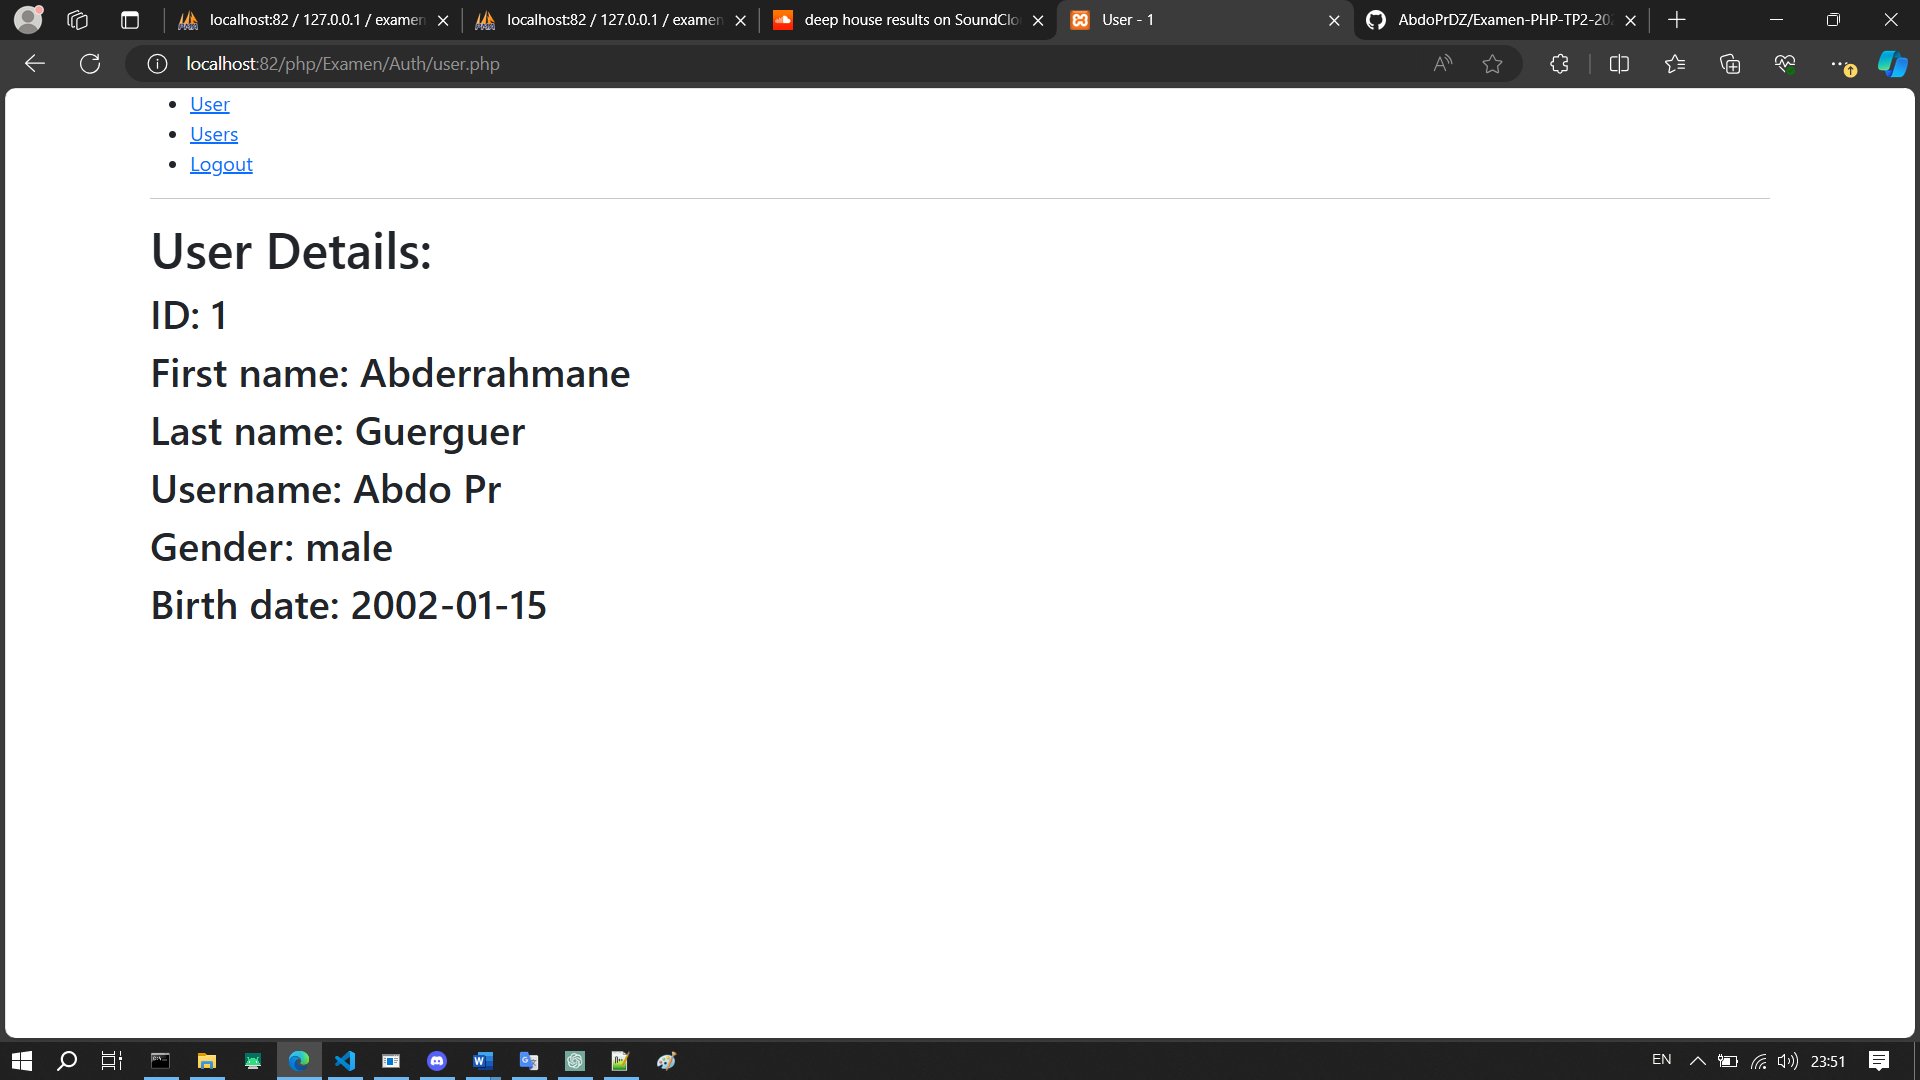 localhost:82 / 127.0.0.1 / examen
localhost:82 / 127.0.0.1 / examen
deep house results on SoundClou
User - 1
AbdoPrDZ/Examen-PHP-TP2-202
localhost:82/php/Examen/Auth/user.php
User
Users
Logout
User Details:
ID: 1
First name: Abderrahmane
Last name: Guerguer
Username: Abdo Pr
Gender: male
Birth date: 2002-01-15
EN
23:51